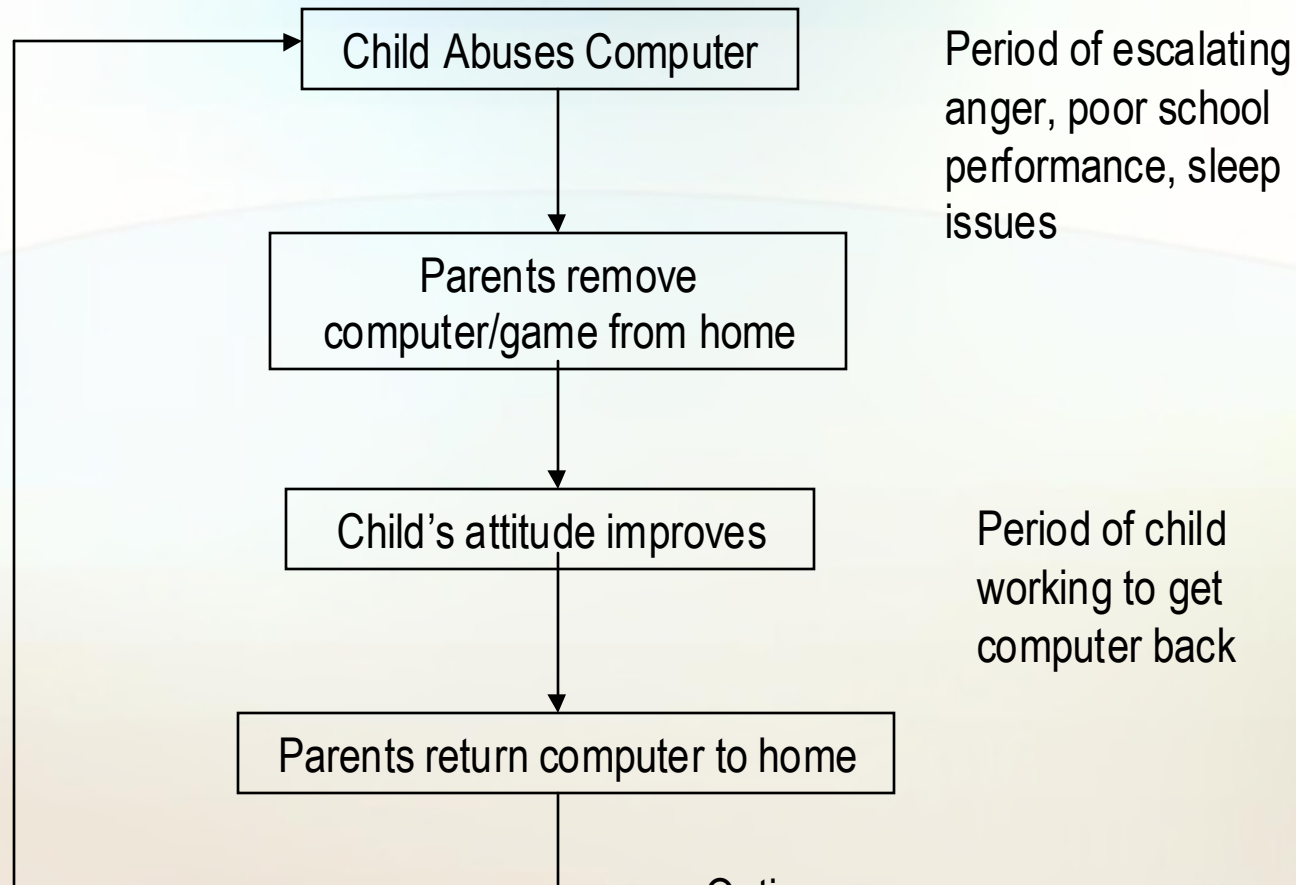 Child Abuses Computer
Period of escalating
anger, poor school
performance, sleep
issues
Parents remove
computer/game from home
Child’s attitude improves
Period of child
working to get
computer back
Parents return computer to home